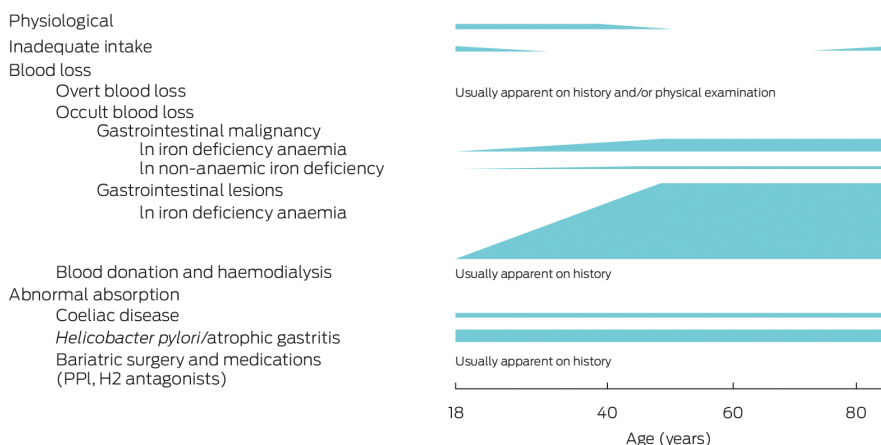 Physiological
Inadequate intake
Blood loss
Overt blood loss
Usually apparent on history and/or physical examination
Occult blood loss
Gastrointestinal malignancy
In iron deficiency anaemia
In non-anaemic iron deficiency
Gastrointestinal lesions
In iron deficiency anaemia
Blood donation and haemodialysis
Usually apparent on history
Abnormal absorption
Coeliac disease
Helicobacter pylori/atrophic gastritis
Bariatric surgery and medications
(PPI, H2 antagonists)
Usually apparent on history
18 40 60 80
Age (years)